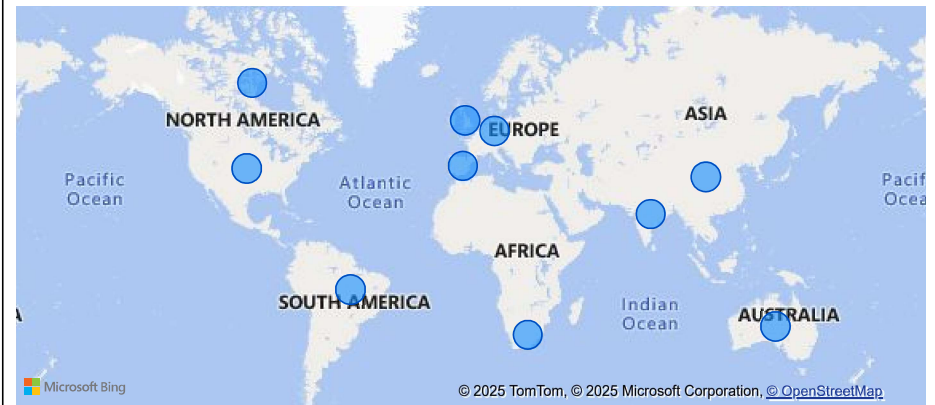 NORTH AMERICA
EUROPE
ASIA
Pacific
Ocean
Atlantic
Ocean
Pacif
Ocea
AFRICA
SOUTH AMERICA
Indian
Ocean
A
AUSTRALIA
Microsoft Bing
© 2025 TomTom, © 2025 Microsoft Corporation, © OpenStreetMap